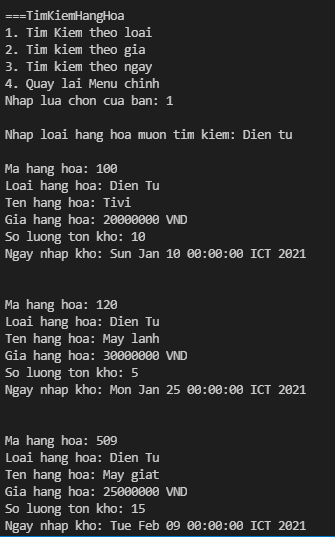 ===TimKiemHangHoa
1. Tim Kiem theo loai
2. Tim kiem theo gia
3. Tim kiem theo ngay
4. Quay lai Menu chinh
Nhap lua chon cua ban: 1
Nhap loai hang hoa muon tim kiem: Dien tu
Ma hang hoa: 100
Loai hang hoa: Dien Tu
Ten hang hoa: Tivi
Gia hang hoa: 20000000 VND
So luong ton kho: 10
Ngay nhap kho: Sun Jan 10 00:00:00 ICT 2021
Ma hang hoa: 120
Loai hang hoa: Dien Tu
Ten hang hoa: May lanh
Gia hang hoa: 30000000 VND
So luong ton kho: 5
Ngay nhap kho: Mon Jan 25 00:00:00 ICT 2021
Ma hang hoa: 509
Loai hang hoa: Dien Tu
Ten hang hoa: May giat
Gia hang hoa: 25000000 VND
So luong ton kho: 15
Ngay nhap kho: Tue Feb 09 00:00:00 ICT 2021